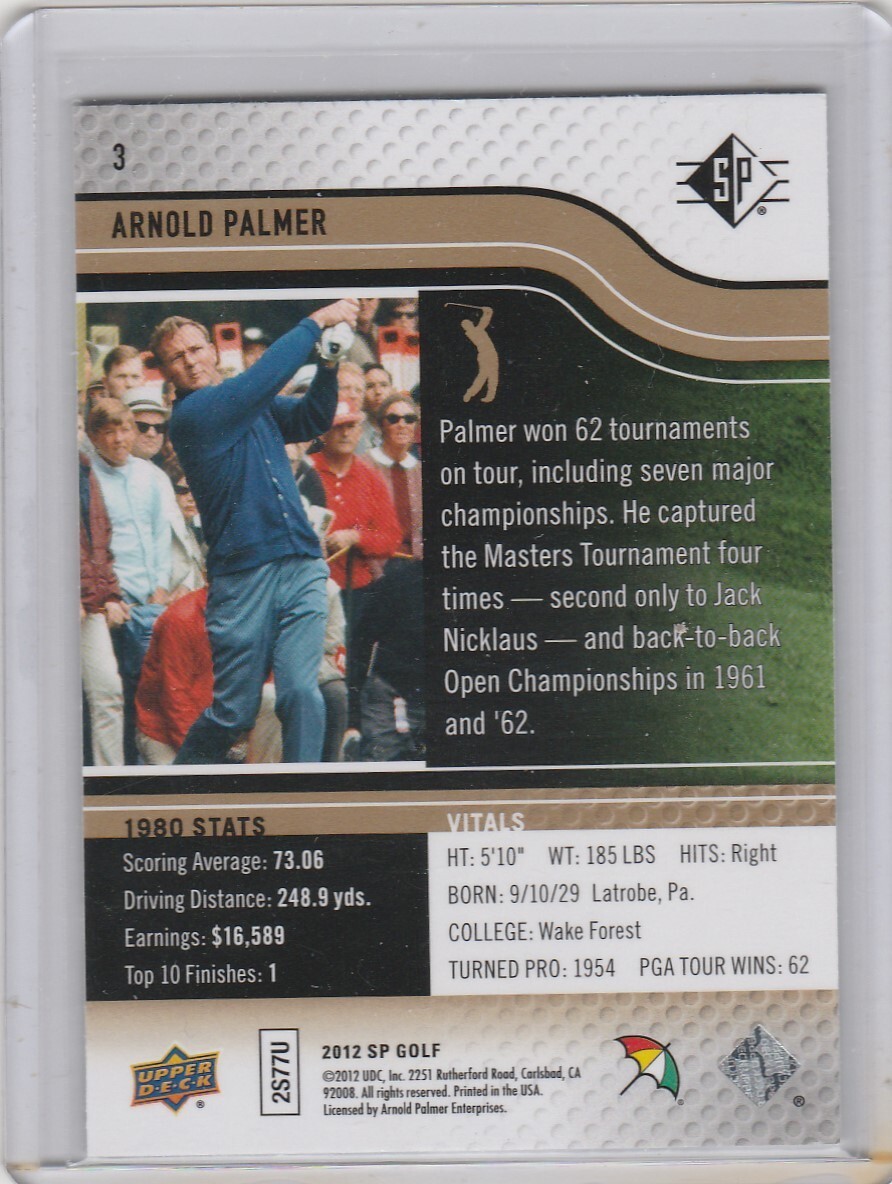 3
SP®
ARNOLD PALMER
Palmer won 62 tournaments
on tour, including seven major
championships. He captured
the Masters Tournament four
times — second only to Jack
Nicklaus — and back-to-back
Open Championships in 1961
and '62.
1980 STATS
Scoring Average: 73.06
Driving Distance: 248.9 yds.
Earnings: $16,589
Top 10 Finishes: 1
VITALS
HT: 5'10" WT: 185 LBS HITS: Right
BORN: 9/10/29 Latrobe, Pa.
COLLEGE: Wake Forest
TURNED PRO: 1954 PGA TOUR WINS: 62
UPPER
D·E·C·K
®
2S77U
2012 SP GOLF
©2012 UDC, Inc. 2251 Rutherford Road, Carlsbad, CA
92008. All rights reserved. Printed in the USA.
Licensed by Arnold Palmer Enterprises.
®
®